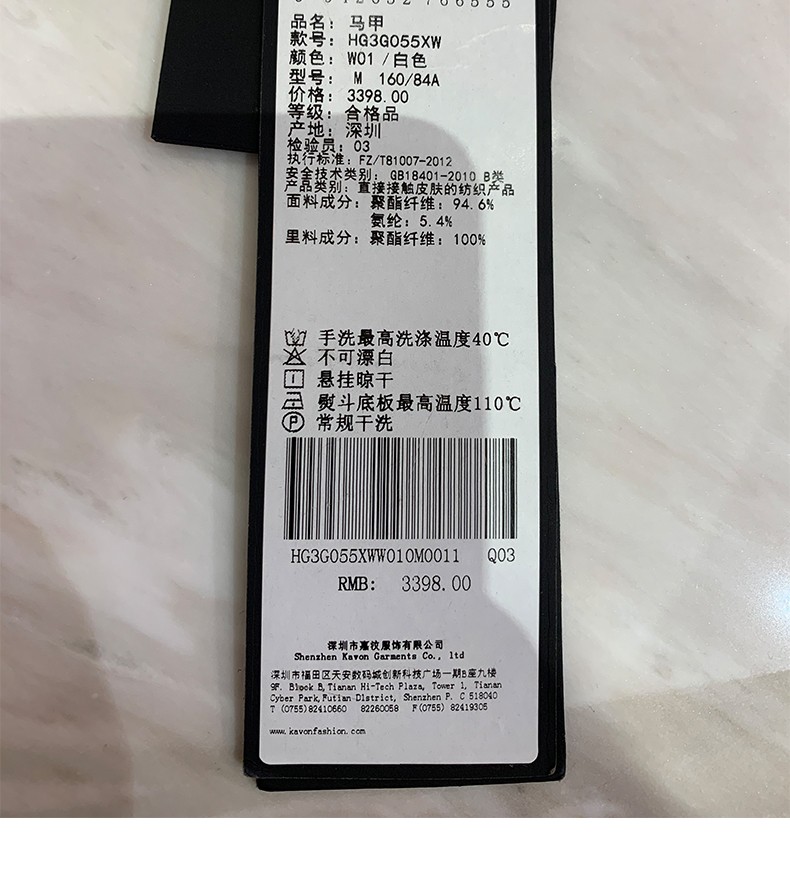 品名: 马甲
款号: HG3G055XW
颜色: W01 /白色
型号: M 160/84A
价格: 3398.00
等级: 合格品
产地: 深圳
检验员: 03
执行标准: FZ/T81007-2012
安全技术类别: GB18401-2010 B类
产品类别: 直接接触皮肤的纺织产品
面料成分: 聚酯纤维: 94.6%
氨纶: 5.4%
里料成分: 聚酯纤维: 100%
手洗最高洗涤温度40℃
不可漂白
悬挂晾干
熨斗底板最高温度110℃
P 常规干洗
HG3G055XWW010M0011 Q03
RMB: 3398.00
深圳市嘉汶服饰有限公司
Shenzhen Kavon Garments Co., ltd
深圳市福田区天安数码城创新科技广场一期B座九楼
9F. Block B,Tianan Hi-Tech Plaza, Tower 1, Tianan
Cyber Park,Futian District, Shenzhen P. C 518040
T (0755)82410660 82260058 F(0755) 82419305
www.kavonfashion.com